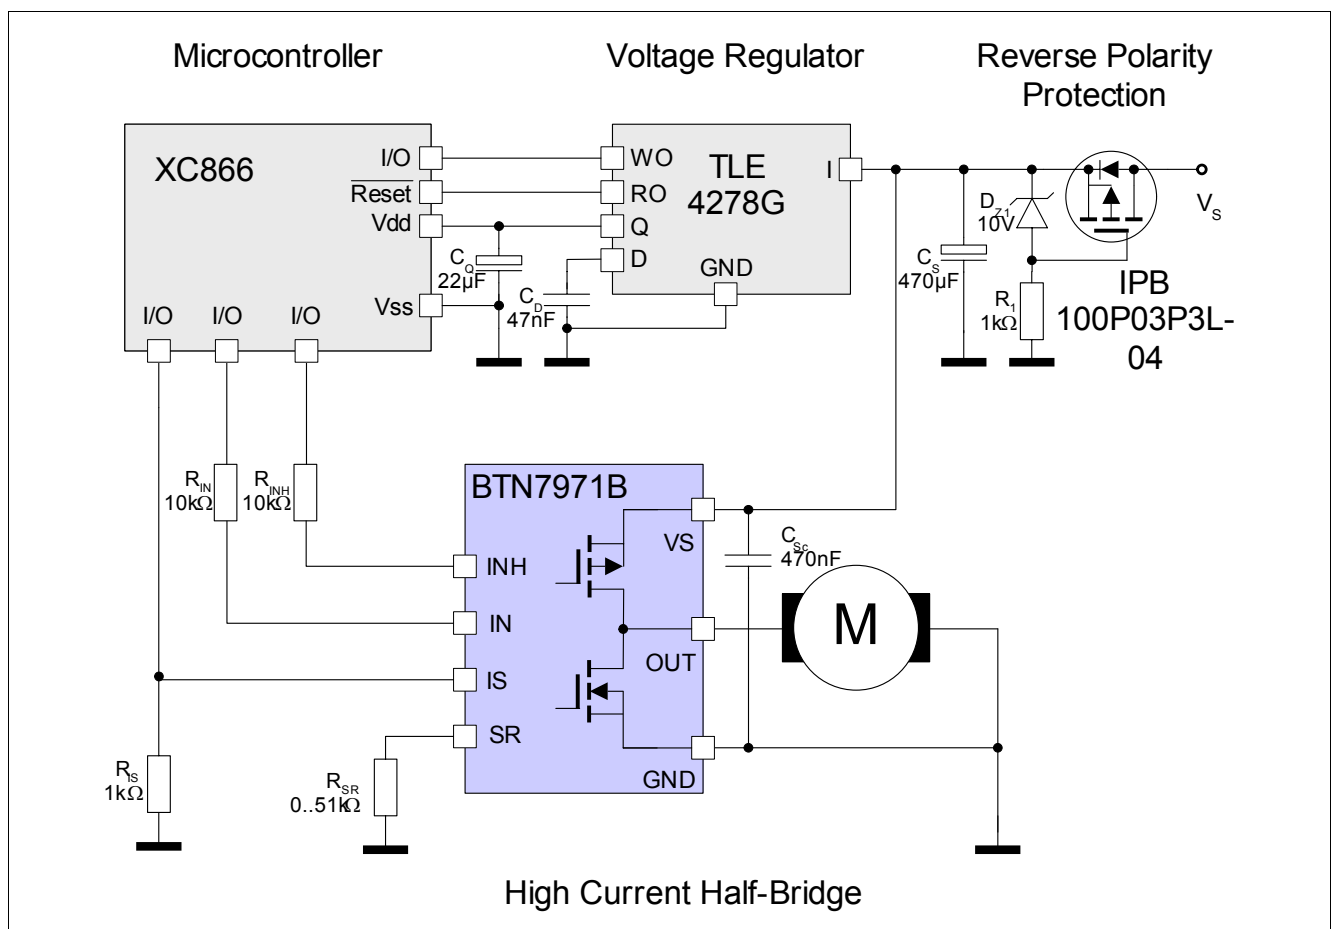 Microcontroller
Voltage Regulator
Reverse Polarity
Protection
XC866
I/O
Reset
Vdd
Vss
I/O
I/O
I/O
WO
RO
Q
D
TLE
4278G
I
GND
C_Q
22µF
C_D
47nF
C_S
470µF
D_Z1
10V
R_1
1kΩ
V_S
IPB
100P03P3L-
04
R_IN
10kΩ
R_INH
10kΩ
BTN7971B
INH
IN
IS
SR
VS
OUT
GND
C_Sc
470nF
M
R_IS
1kΩ
R_SR
0..51kΩ
High Current Half-Bridge